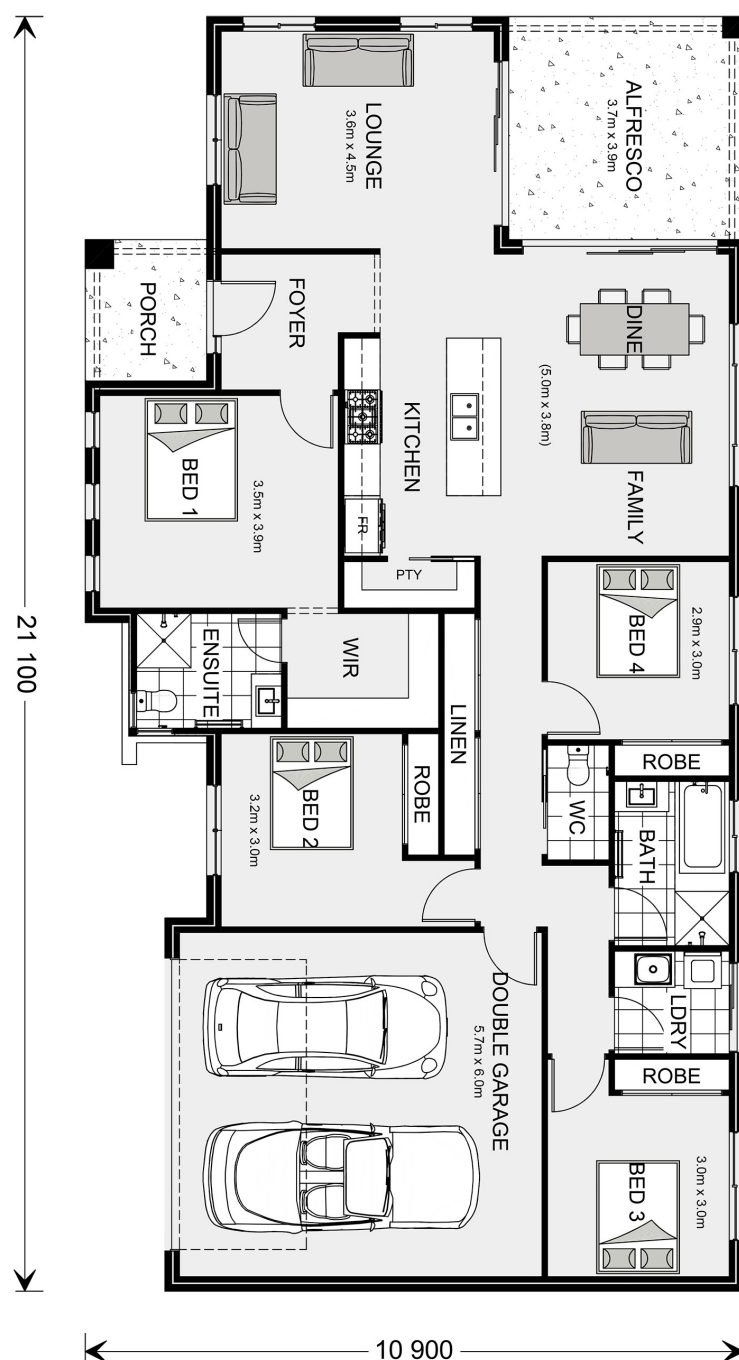 LOUNGE
3.6m x 4.5m
ALFRESCO
3.7m x 3.9m
PORCH
FOYER
DINE
(5.0m x 3.8m)
KITCHEN
FAMILY
BED 1
3.5m x 3.9m
FR
PTY
ENSUITE
WIR
LINEN
BED 4
2.9m x 3.0m
ROBE
21 100
BED 2
3.2m x 3.0m
ROBE
WC
BATH
DOUBLE GARAGE
5.7m x 6.0m
LDRY
ROBE
BED 3
3.0m x 3.0m
10 900